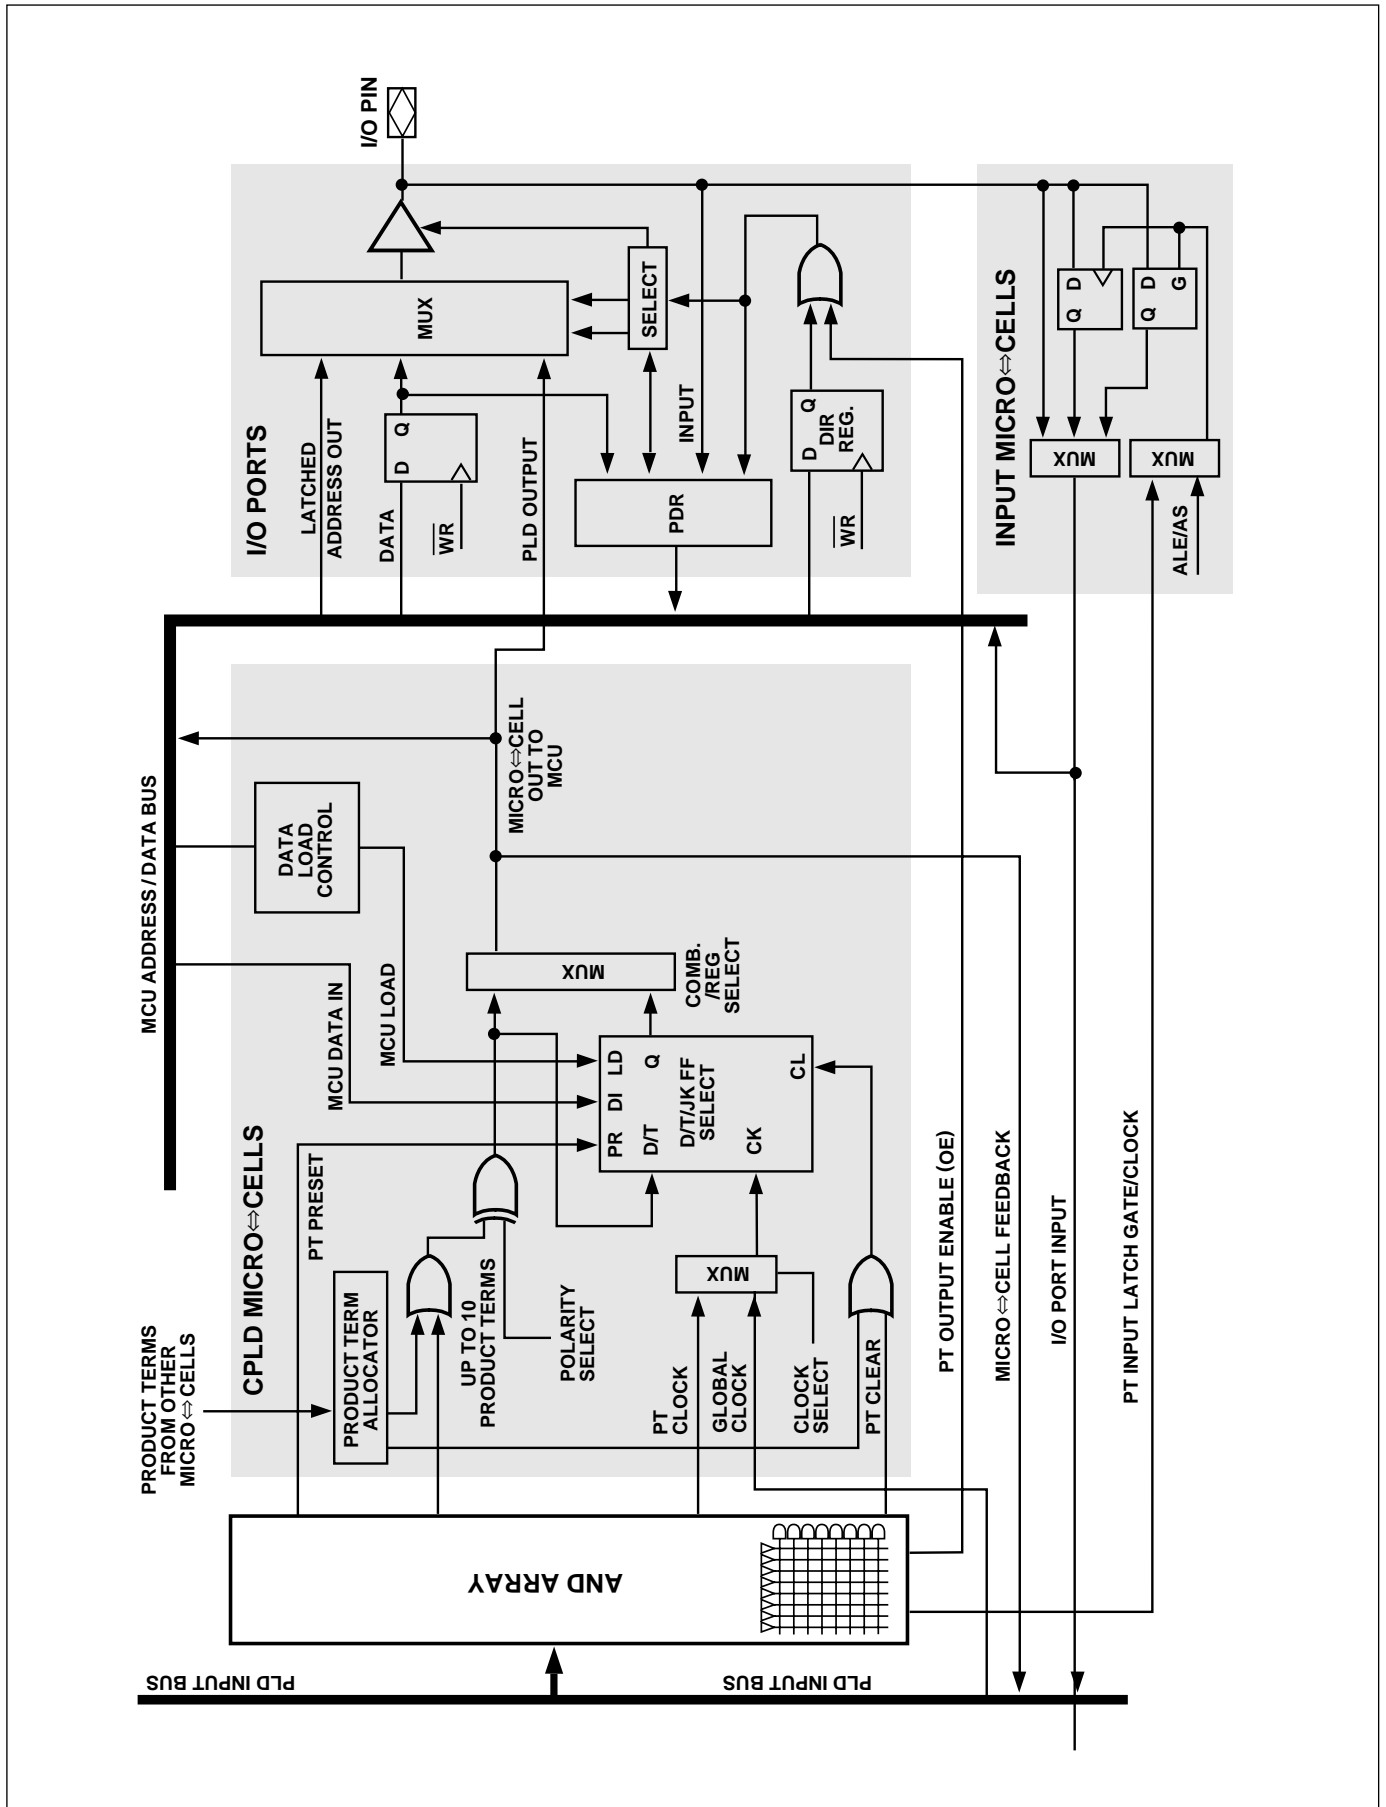 PRODUCT TERMS
FROM OTHER
MICRO⇔CELLS
MCU ADDRESS / DATA BUS
PLD INPUT BUS
PLD INPUT BUS
AND ARRAY
CPLD MICRO⇔CELLS
PRODUCT TERM
ALLOCATOR
PT PRESET
MCU DATA IN
MCU LOAD
DATA
LOAD
CONTROL
UP TO 10
PRODUCT TERMS
POLARITY
SELECT
PT
CLOCK
GLOBAL
CLOCK
CLOCK
SELECT
PT CLEAR
MUX
PR
DI
LD
D/T
Q
D/T/JK FF
SELECT
CK
CL
MUX
COMB.
/REG
SELECT
MICRO⇔CELL
OUT TO
MCU
I/O PORTS
LATCHED
ADDRESS OUT
DATA
WR
D
Q
PLD OUTPUT
MUX
SELECT
INPUT
PDR
D
Q
DIR
REG.
WR
I/O PIN
INPUT MICRO⇔CELLS
MUX
MUX
Q
D
Q
D
G
ALE/AS
PT OUTPUT ENABLE (OE)
MICRO⇔CELL FEEDBACK
I/O PORT INPUT
PT INPUT LATCH GATE/CLOCK